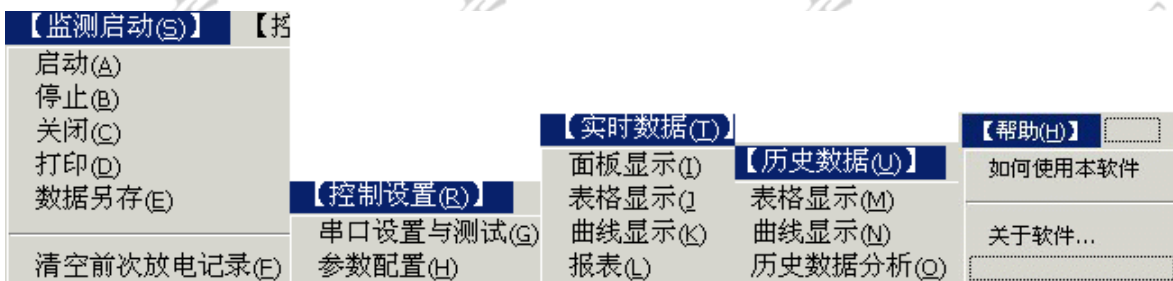 【监测启动(S)】 【控
启动(A)
停止(B)
关闭(C)
打印(D)
数据另存(E)
清空前次放电记录(F)
【控制设置(R)】
串口设置与测试(G)
参数配置(H)
【实时数据(T)】
面板显示(I)
表格显示(J
曲线显示(K)
报表(L)
【历史数据(U)】
表格显示(M)
曲线显示(N)
历史数据分析(O)
【帮助(H)】
如何使用本软件
关于软件...